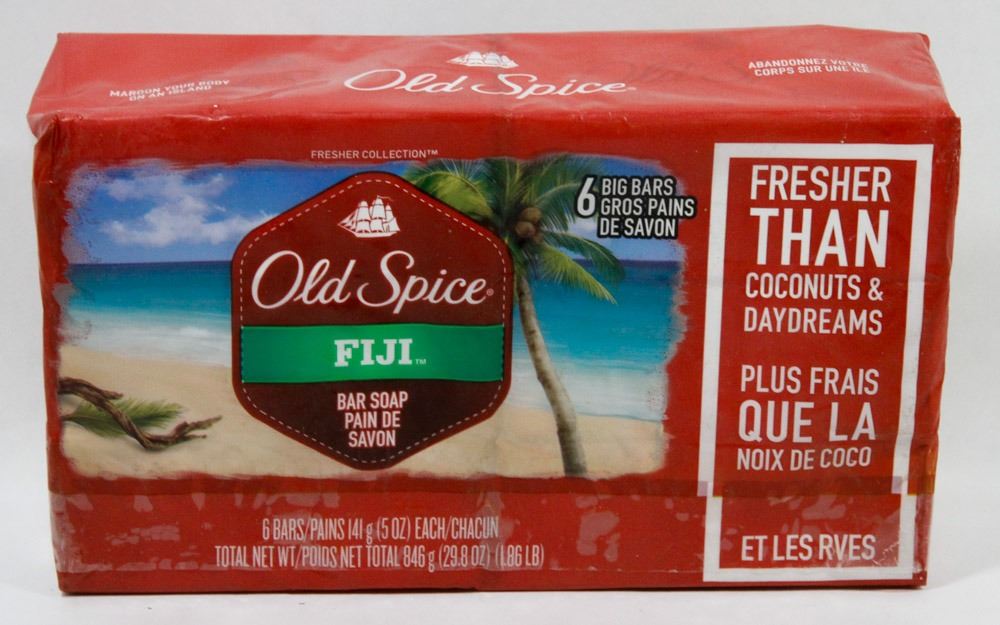 MAROON YOUR BODY
ON AN ISLAND
Old Spice
ABANDONNEZ VOTRE
CORPS SUR UNE ILE
FRESHER COLLECTION™
Old Spice®
FIJI™
BAR SOAP
PAIN DE
SAVON
6 BIG BARS
GROS PAINS
DE SAVON
FRESHER
THAN
COCONUTS &
DAYDREAMS
PLUS FRAIS
QUE LA
NOIX DE COCO
ET LES RVES
6 BARS/PAINS 141 g (5 OZ) EACH/CHACUN
TOTAL NET WT/POIDS NET TOTAL 846 g (29.8 OZ) (1.86 LB)